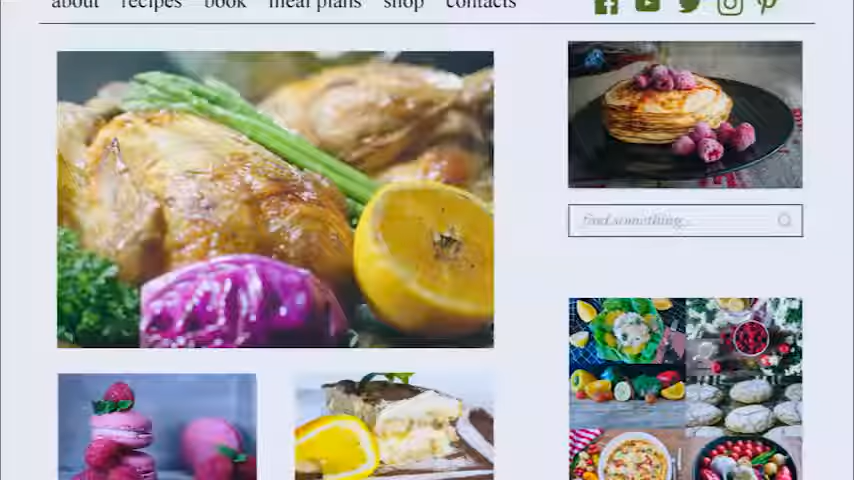 about recipes book meal plans shop contacts
find something